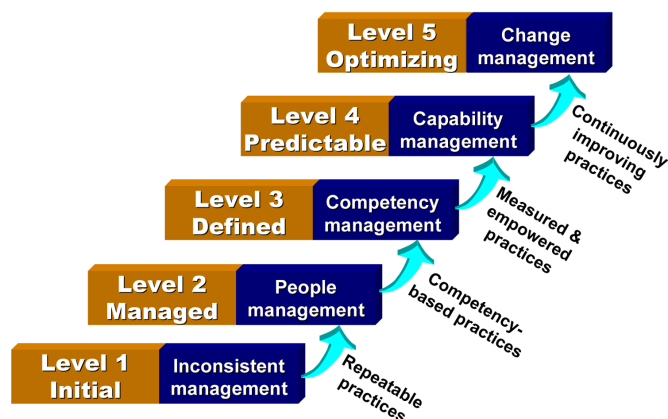 Level 5
Optimizing
Change
management
Level 4
Predictable
Capability
management
Continuously
improving
practices
Level 3
Defined
Competency
management
Measured &
empowered
practices
Level 2
Managed
People
management
Competency-
based practices
Level 1
Initial
Inconsistent
management
Repeatable
practices